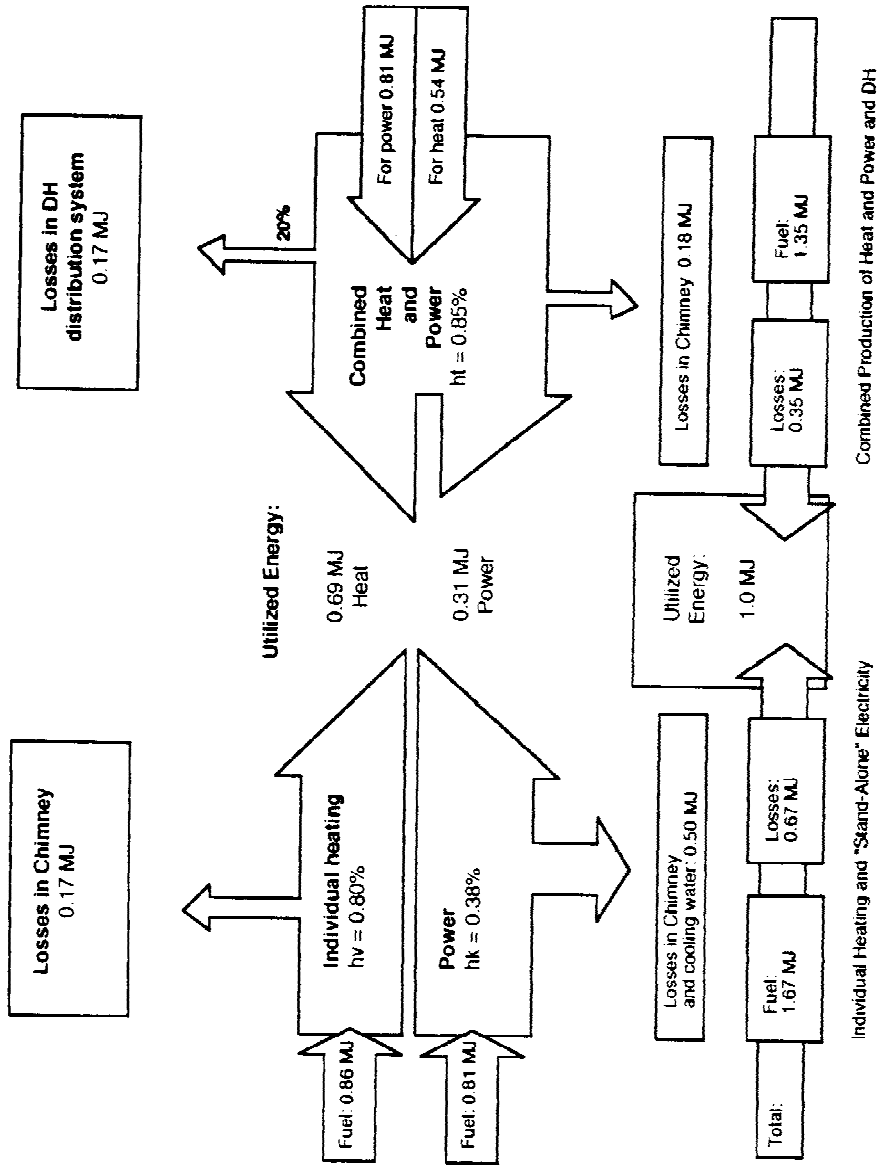 Losses in Chimney
0.17 MJ
Losses in DH
distribution system
0.17 MJ
Fuel: 0.86 MJ
Individual heating
hv = 0.80%
Fuel: 0.81 MJ
Power
hk = 0.38%
Utilized Energy:
0.69 MJ
Heat
0.31 MJ
Power
20%
Combined
Heat
and
Power
ht = 0.85%
For power 0.81 MJ
For heat 0.54 MJ
Losses in Chimney
and cooling water: 0.50 MJ
Utilized
Energy:
1.0 MJ
Losses in Chimney 0.18 MJ
Total:
Fuel:
1.67 MJ
Losses:
0.67 MJ
Losses:
0.35 MJ
Fuel:
1.35 MJ
Individual Heating and "Stand-Alone" Electricity
Combined Production of Heat and Power and DH